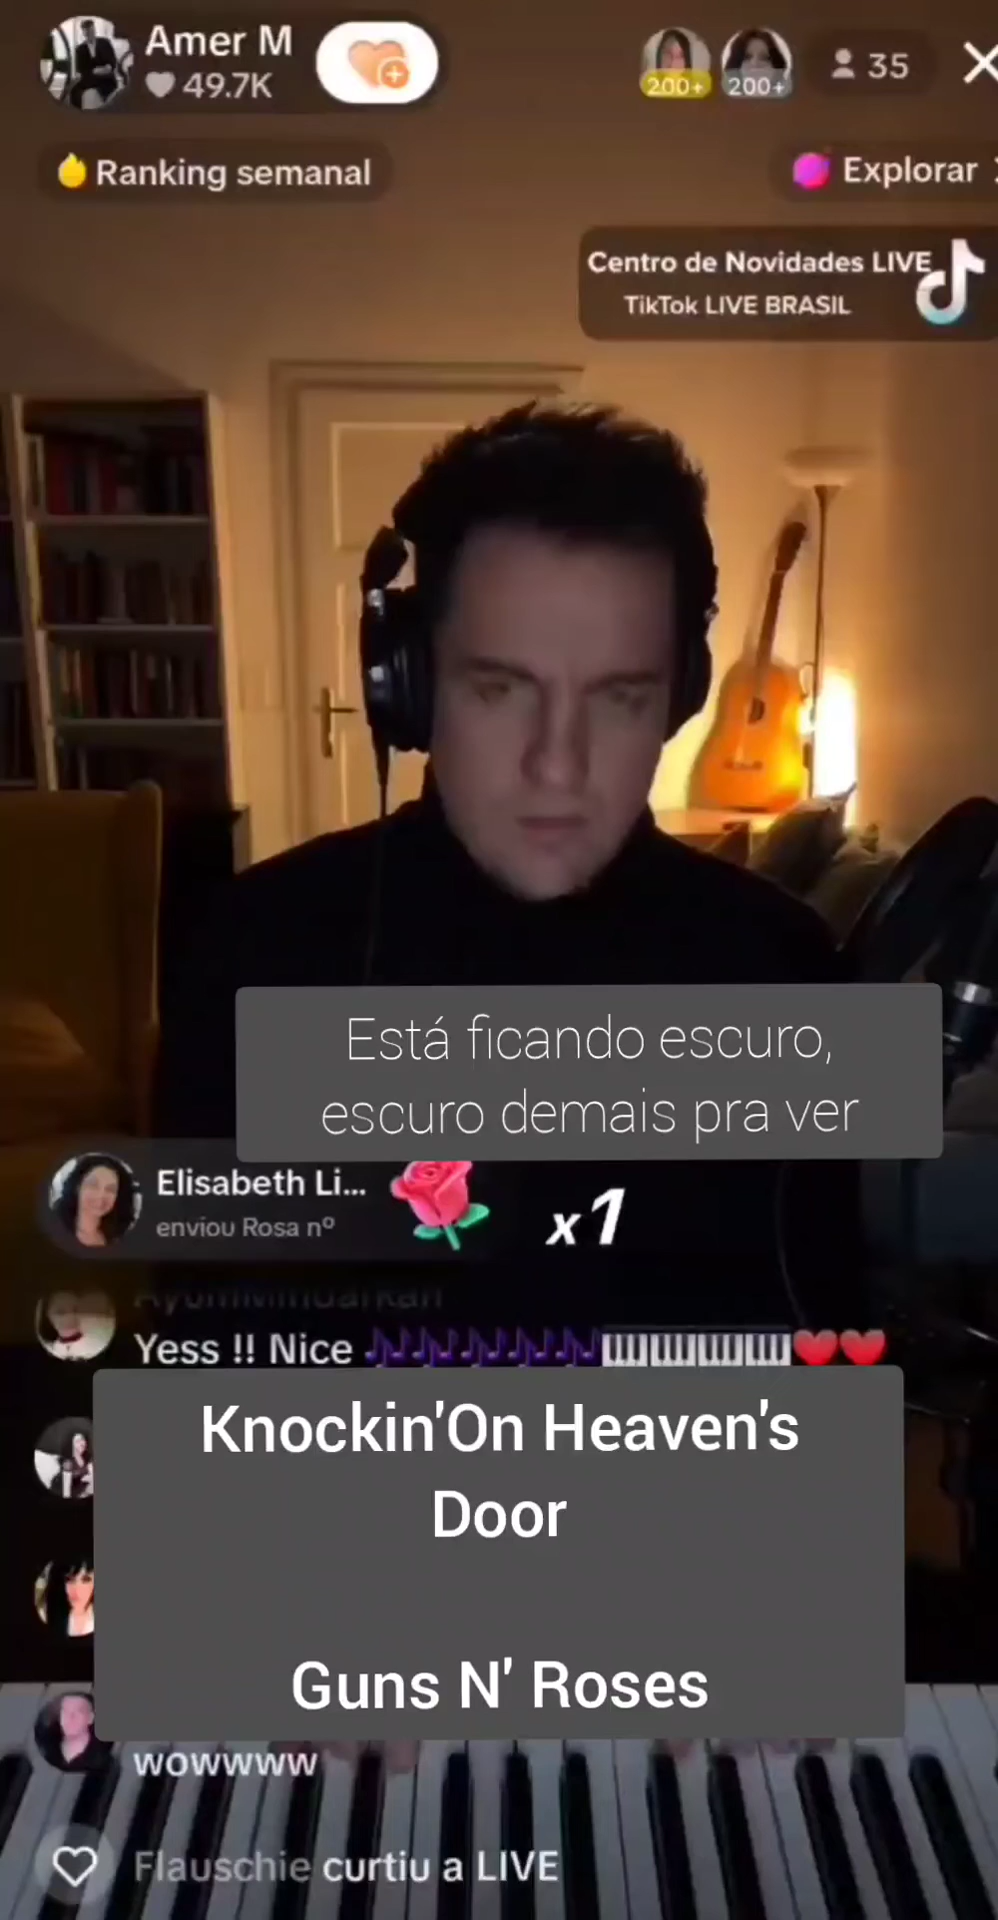 Amer M
49.7K
200+
200+
35
Ranking semanal
Explorar
Centro de Novidades LIVE
TikTok LIVE BRASIL
Está ficando escuro,
escuro demais pra ver
Elisabeth Li...
enviou Rosa nº
x1
Yess !! Nice
Knockin'On Heaven's
Door
Guns N' Roses
wowwww
Flauschie curtiu a LIVE